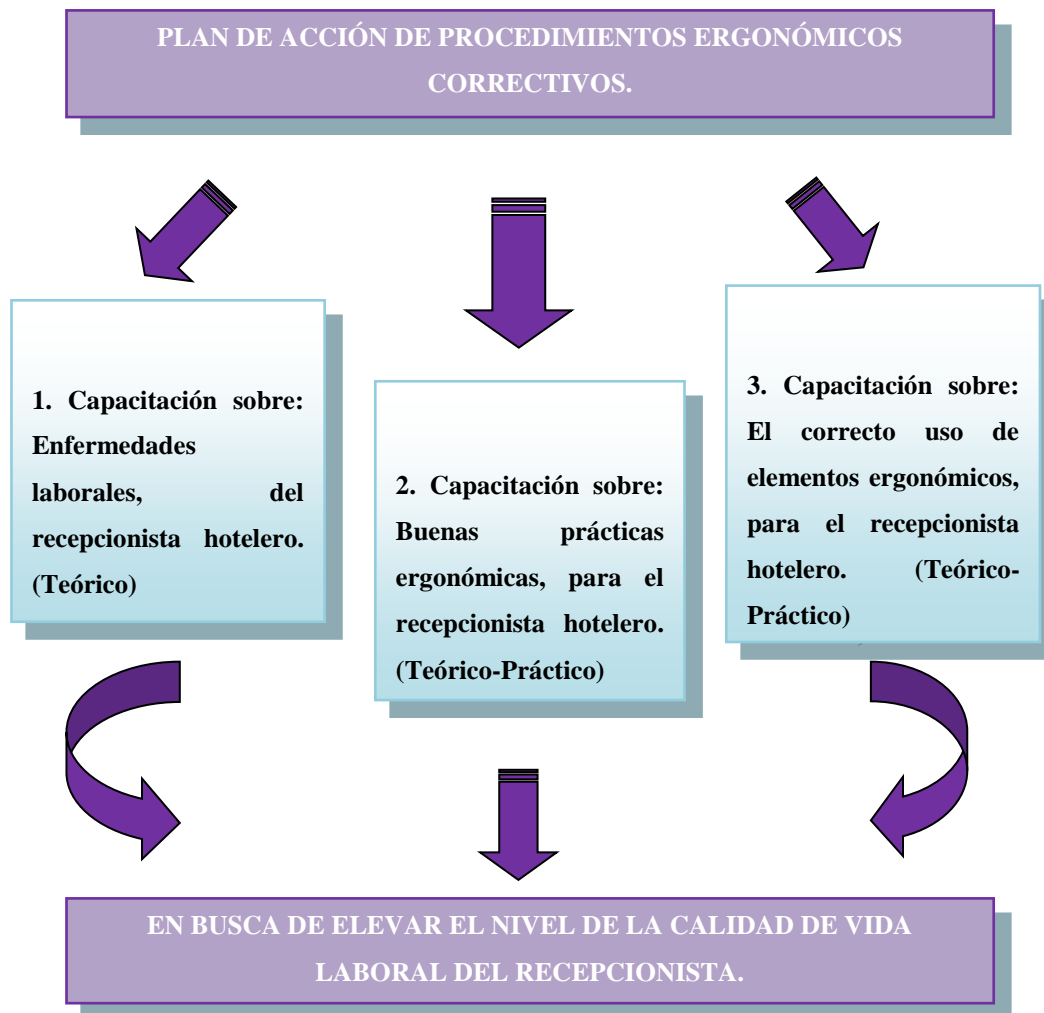 PLAN DE ACCIÓN DE PROCEDIMIENTOS ERGONÓMICOS
CORRECTIVOS.
1. Capacitación sobre:
Enfermedades
laborales, del
recepcionista hotelero.
(Teórico)
2. Capacitación sobre:
Buenas prácticas
ergonómicas, para el
recepcionista hotelero.
(Teórico-Práctico)
3. Capacitación sobre:
El correcto uso de
elementos ergonómicos,
para el recepcionista
hotelero. (Teórico-
Práctico)
EN BUSCA DE ELEVAR EL NIVEL DE LA CALIDAD DE VIDA
LABORAL DEL RECEPCIONISTA.